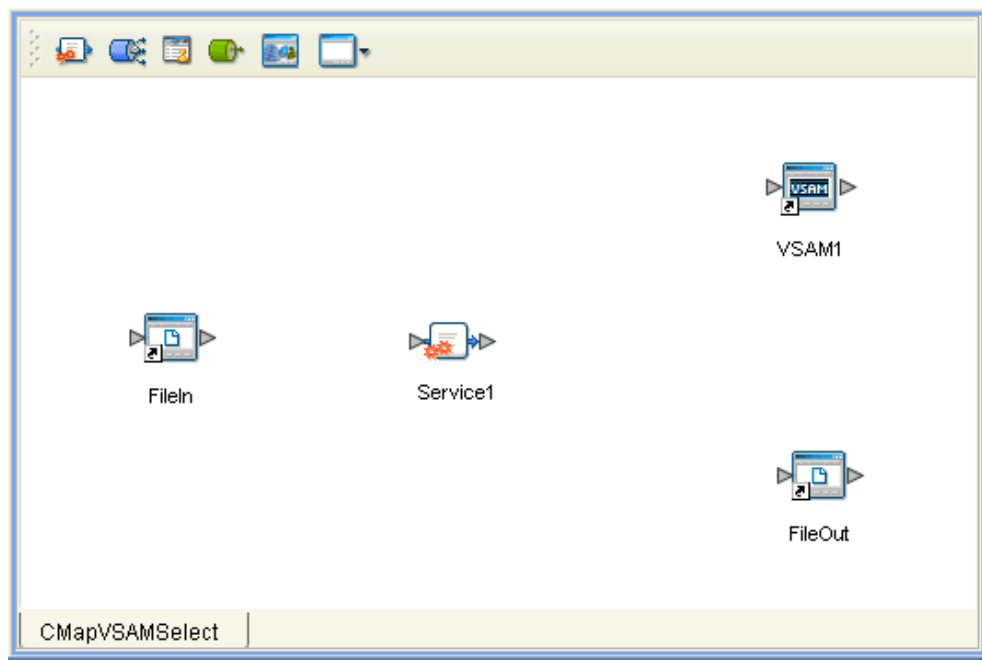 VSAM
VSAM1
FileIn
Service1
FileOut
CMapVSAMSelect